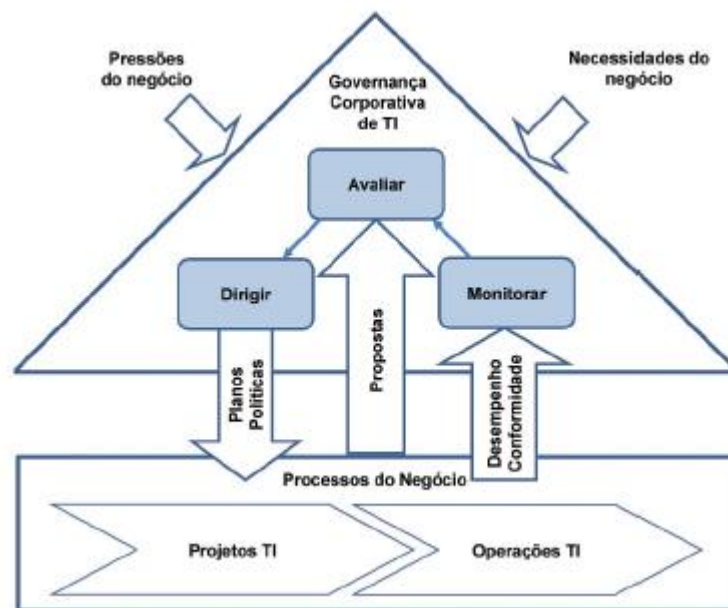 Pressões
do negócio
Necessidades do
negócio
Governança
Corporativa
de TI
Avaliar
Dirigir
Monitorar
Planos
Políticas
Propostas
Desempenho
Conformidade
Processos do Negócio
Projetos TI
Operações TI